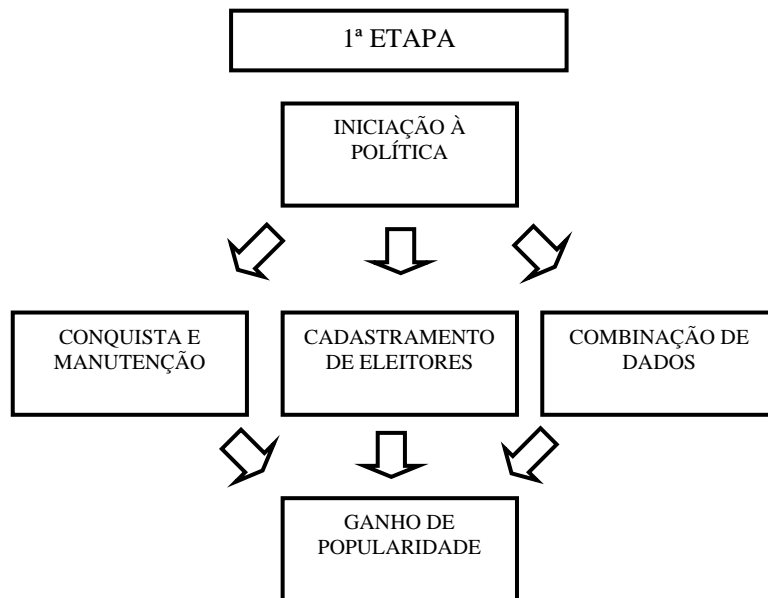 1ª ETAPA
INICIAÇÃO À
POLÍTICA
CONQUISTA E
MANUTENÇÃO
CADASTRAMENTO
DE ELEITORES
COMBINAÇÃO DE
DADOS
GANHO DE
POPULARIDADE